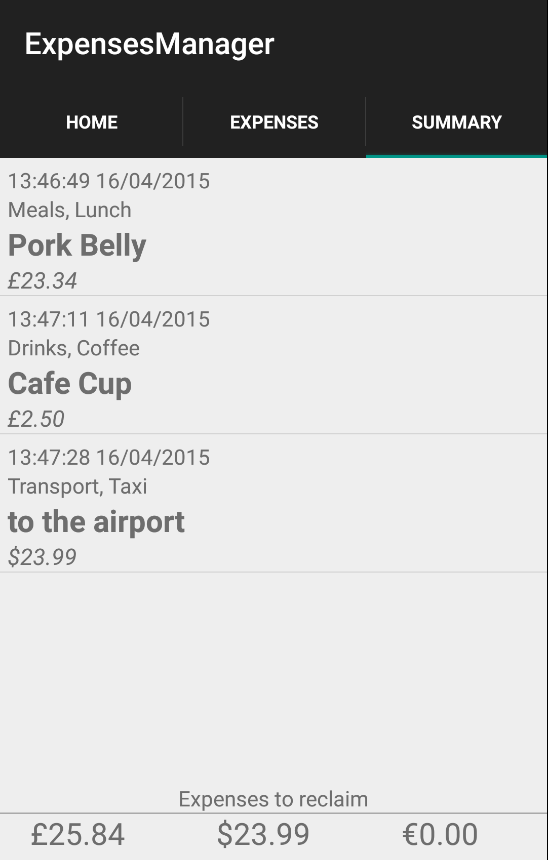 ExpensesManager
HOME EXPENSES SUMMARY
13:46:49 16/04/2015
Meals, Lunch
Pork Belly
£23.34
13:47:11 16/04/2015
Drinks, Coffee
Cafe Cup
£2.50
13:47:28 16/04/2015
Transport, Taxi
to the airport
$23.99
Expenses to reclaim
£25.84 $23.99 €0.00